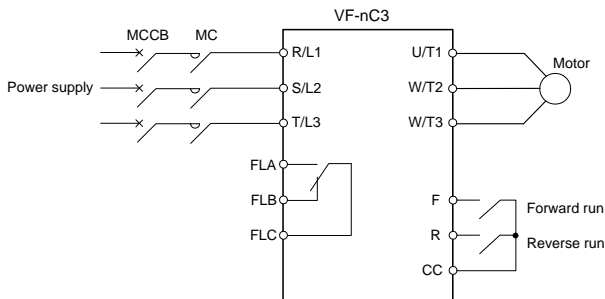 VF-nC3
MCCB MC
R/L1 U/T1
Motor
Power supply S/L2 W/T2
T/L3 W/T3
FLA
FLB F
Forward run
FLC R
Reverse run
CC